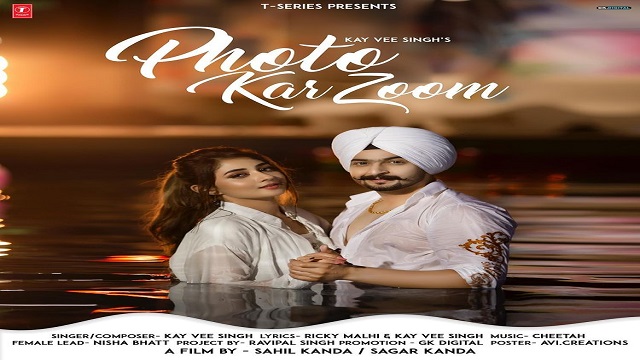 T-SERIES PRESENTS
T-SERIES
KAY VEE SINGH'S
Photo
Kar Zoom
SINGER/COMPOSER- KAY VEE SINGH LYRICS- RICKY MALHI & KAY VEE SINGH MUSIC- CHEETAH
FEMALE LEAD- NISHA BHATT PROJECT BY- RAVIPAL SINGH PROMOTION - GK DIGITAL POSTER- AVI.CREATIONS
A FILM BY - SAHIL KANDA / SAGAR KANDA